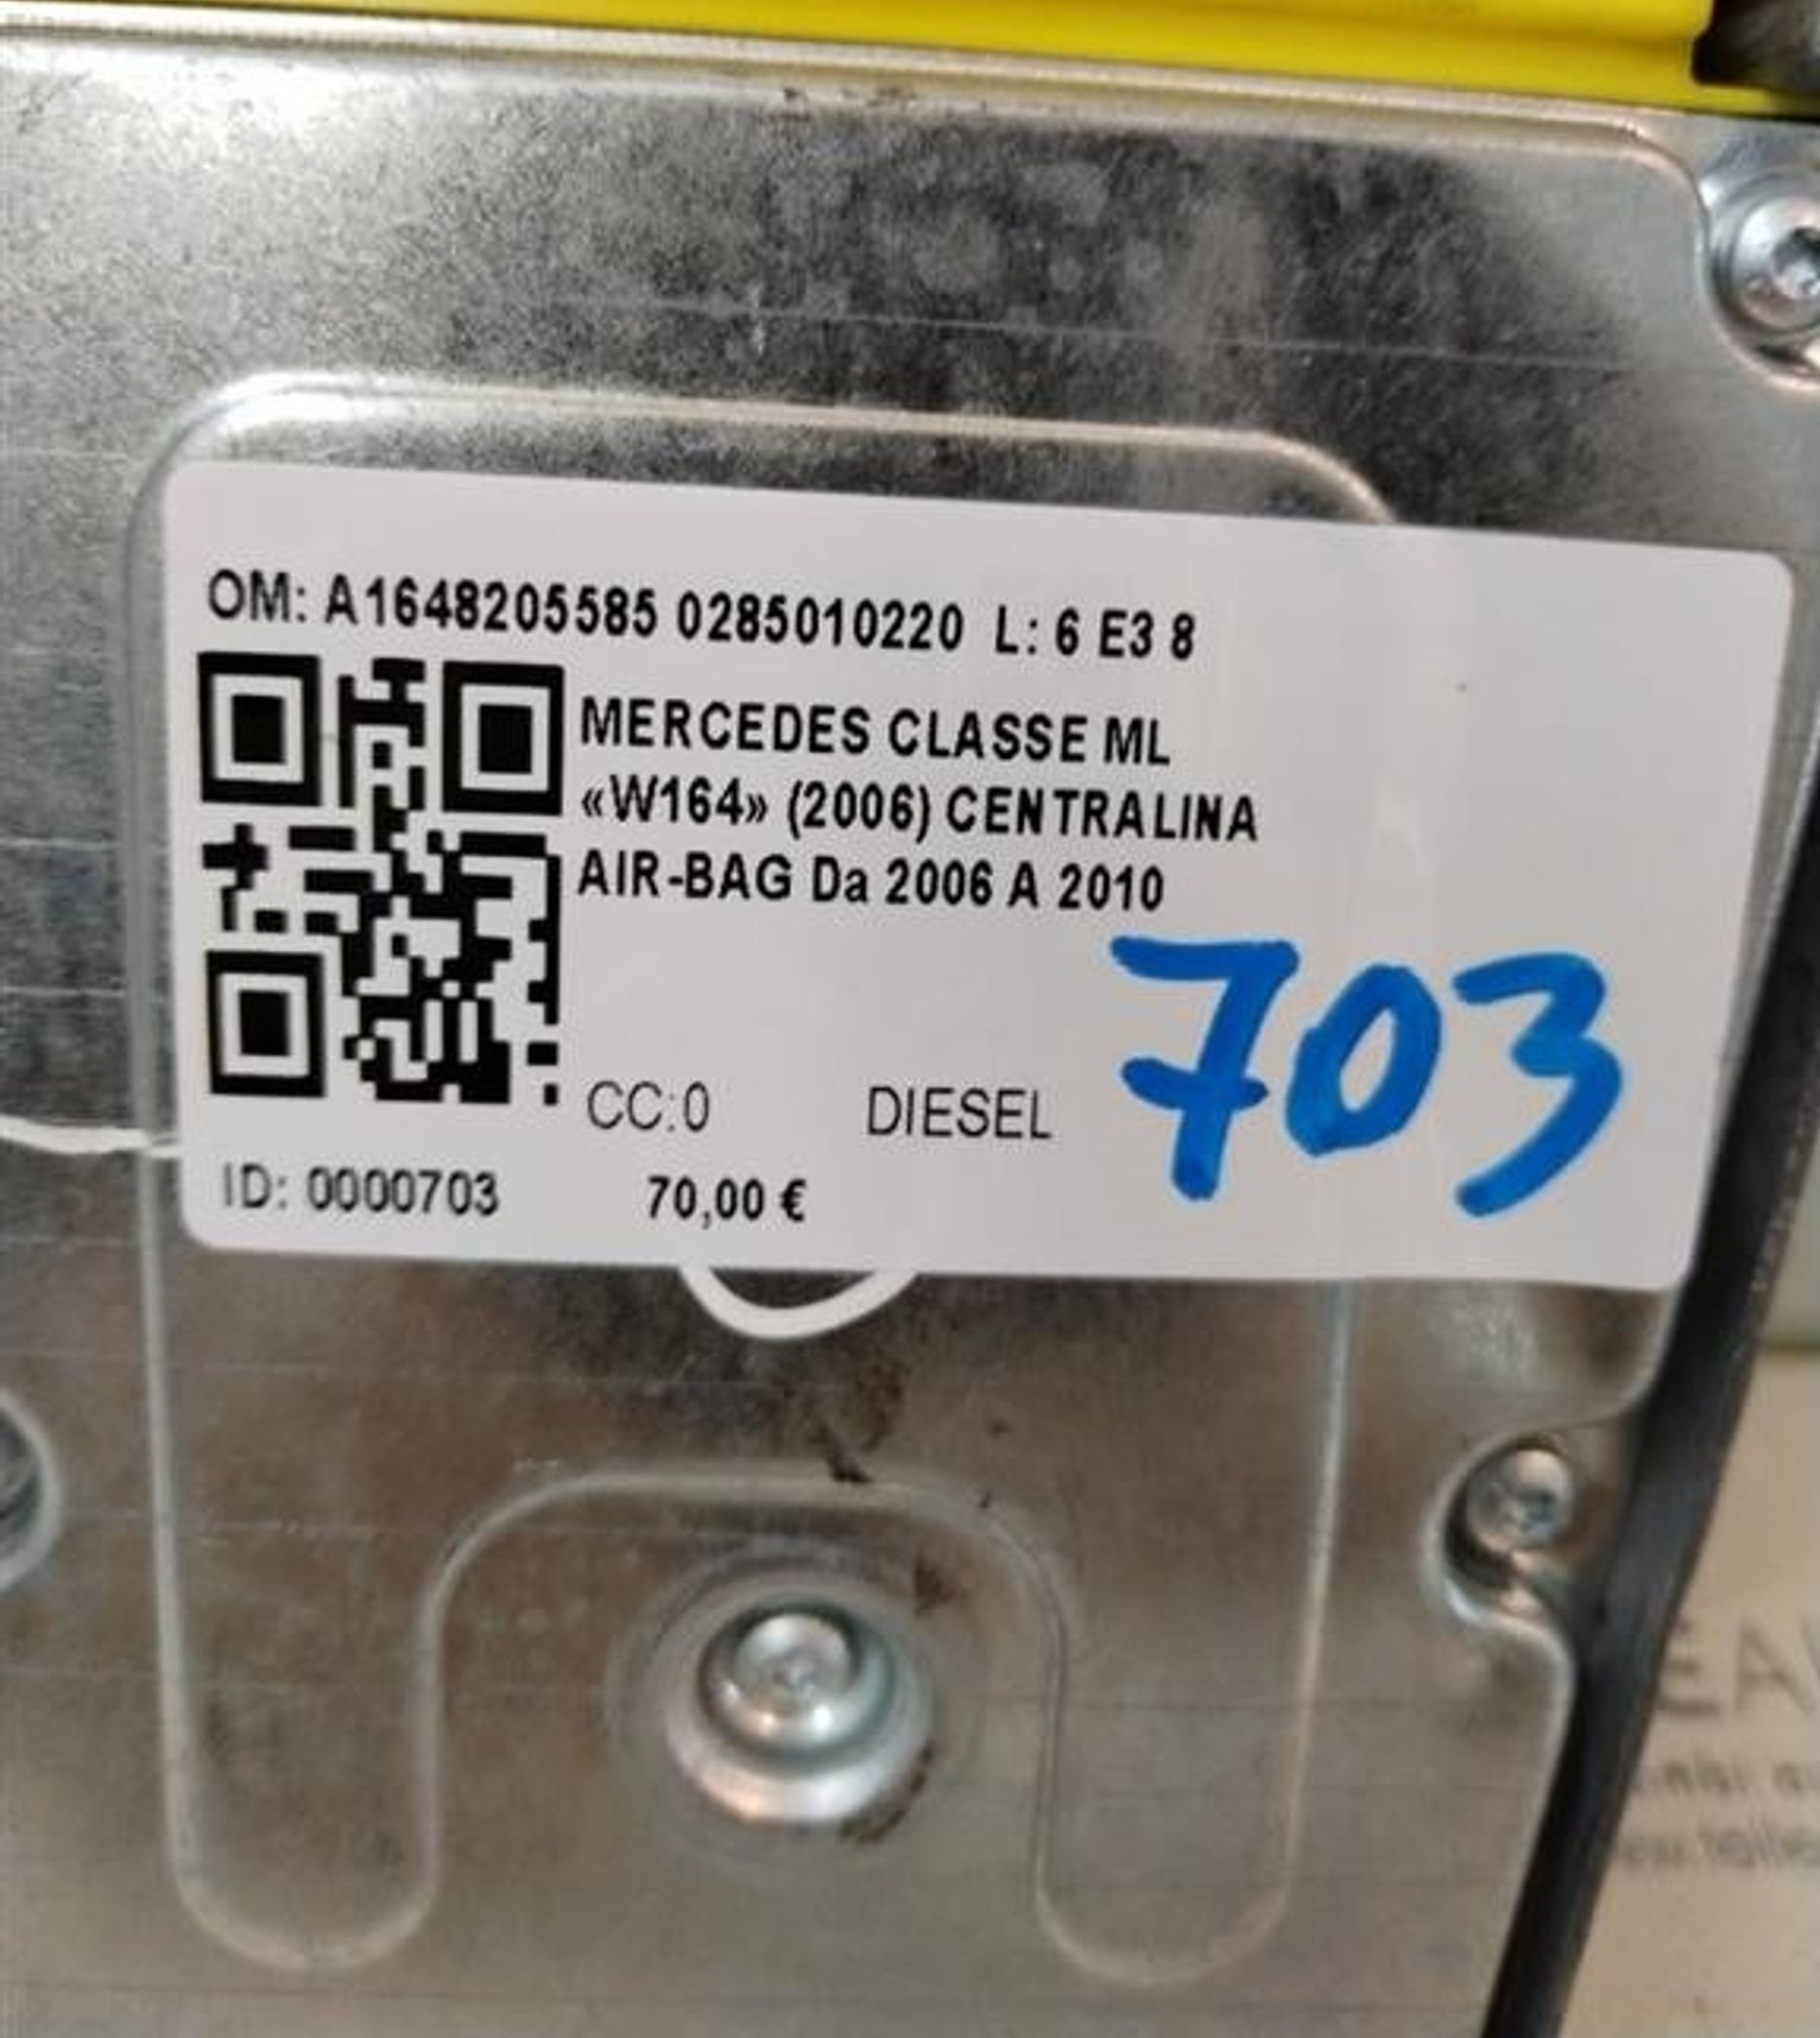 OM: A1648205585 0285010220 L: 6 E3 8
MERCEDES CLASSE ML
«W164» (2006) CENTRALINA
AIR-BAG Da 2006 A 2010
703
CC:0 DIESEL
ID: 0000703 70,00 €